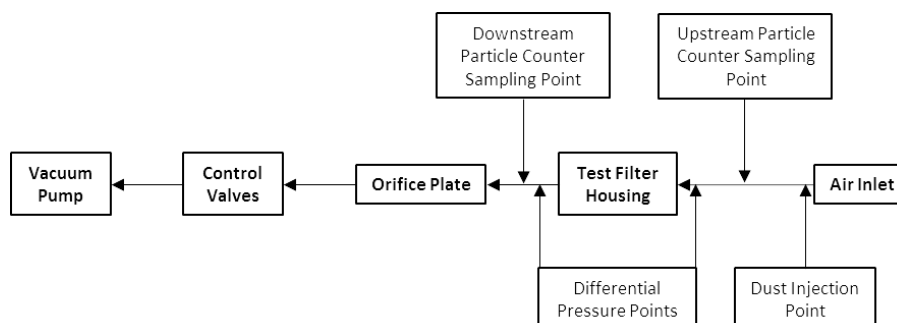 Downstream
Particle Counter
Sampling Point
Upstream Particle
Counter Sampling
Point
Vacuum
Pump
Control
Valves
Orifice Plate
Test Filter
Housing
Air Inlet
Differential
Pressure Points
Dust Injection
Point